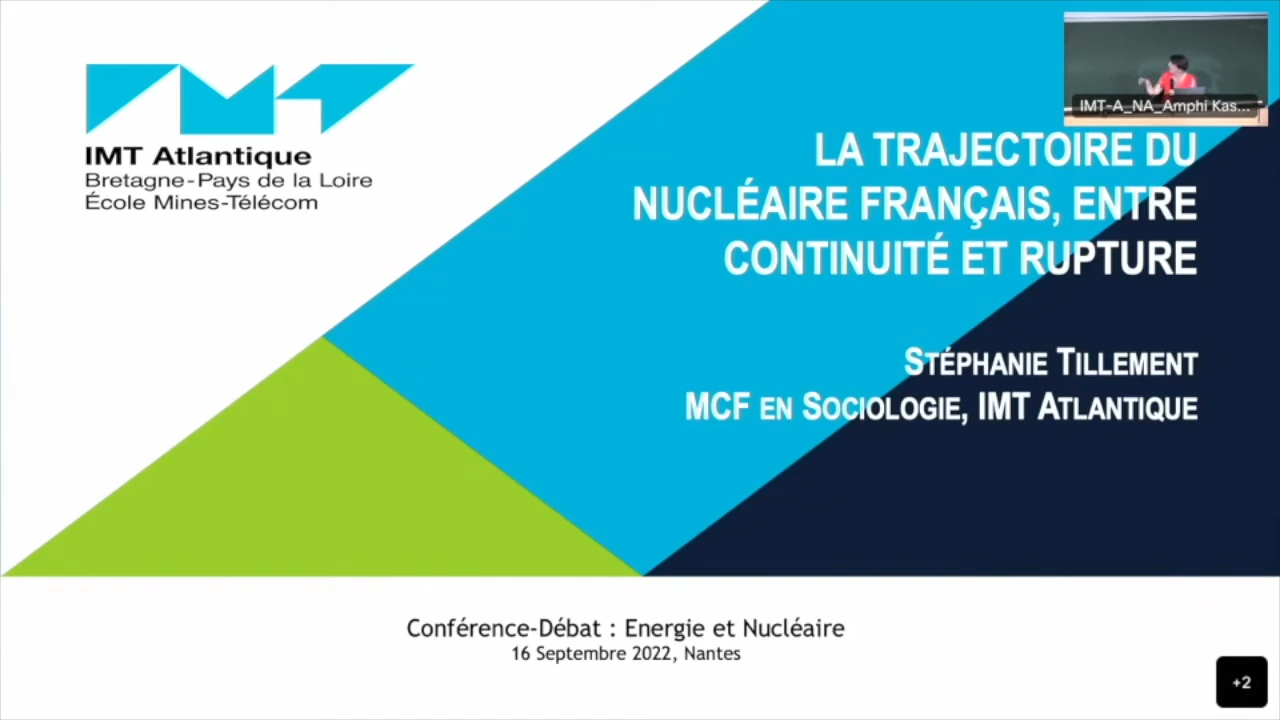 IMT Atlantique
Bretagne-Pays de la Loire
École Mines-Télécom
IMT-A_NA_Amphi Kas...
LA TRAJECTOIRE DU
NUCLÉAIRE FRANÇAIS, ENTRE
CONTINUITÉ ET RUPTURE
STÉPHANIE TILLEMENT
MCF EN SOCIOLOGIE, IMT ATLANTIQUE
Conférence-Débat : Energie et Nucléaire
16 Septembre 2022, Nantes
+2